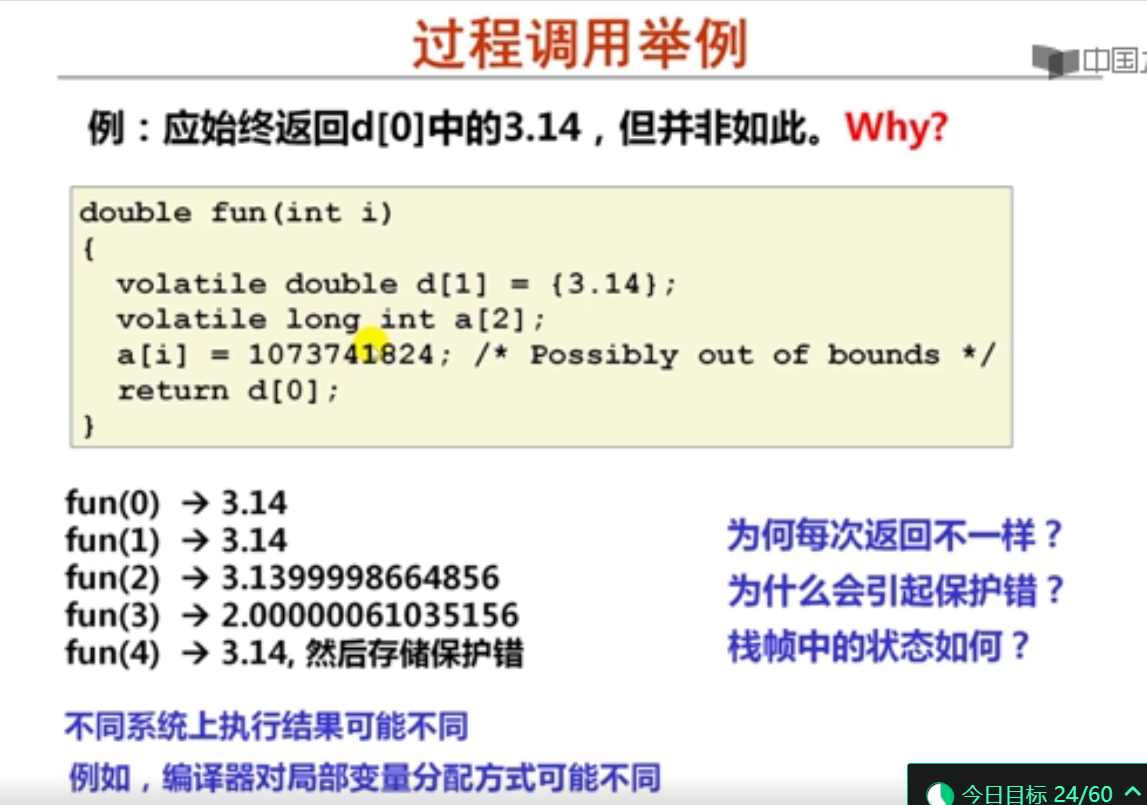 过程调用举例
中国
例：应始终返回d[0]中的3.14，但并非如此。Why?
double fun(int i)
{
volatile double d[1] = {3.14};
volatile long int a[2];
a[i] = 1073741824; /* Possibly out of bounds */
return d[0];
}
fun(0) → 3.14
fun(1) → 3.14
fun(2) → 3.1399998664856
fun(3) → 2.00000061035156
fun(4) → 3.14, 然后存储保护错
为何每次返回不一样？
为什么会引起保护错？
栈帧中的状态如何？
不同系统上执行结果可能不同
例如，编译器对局部变量分配方式可能不同
今日目标 24/60